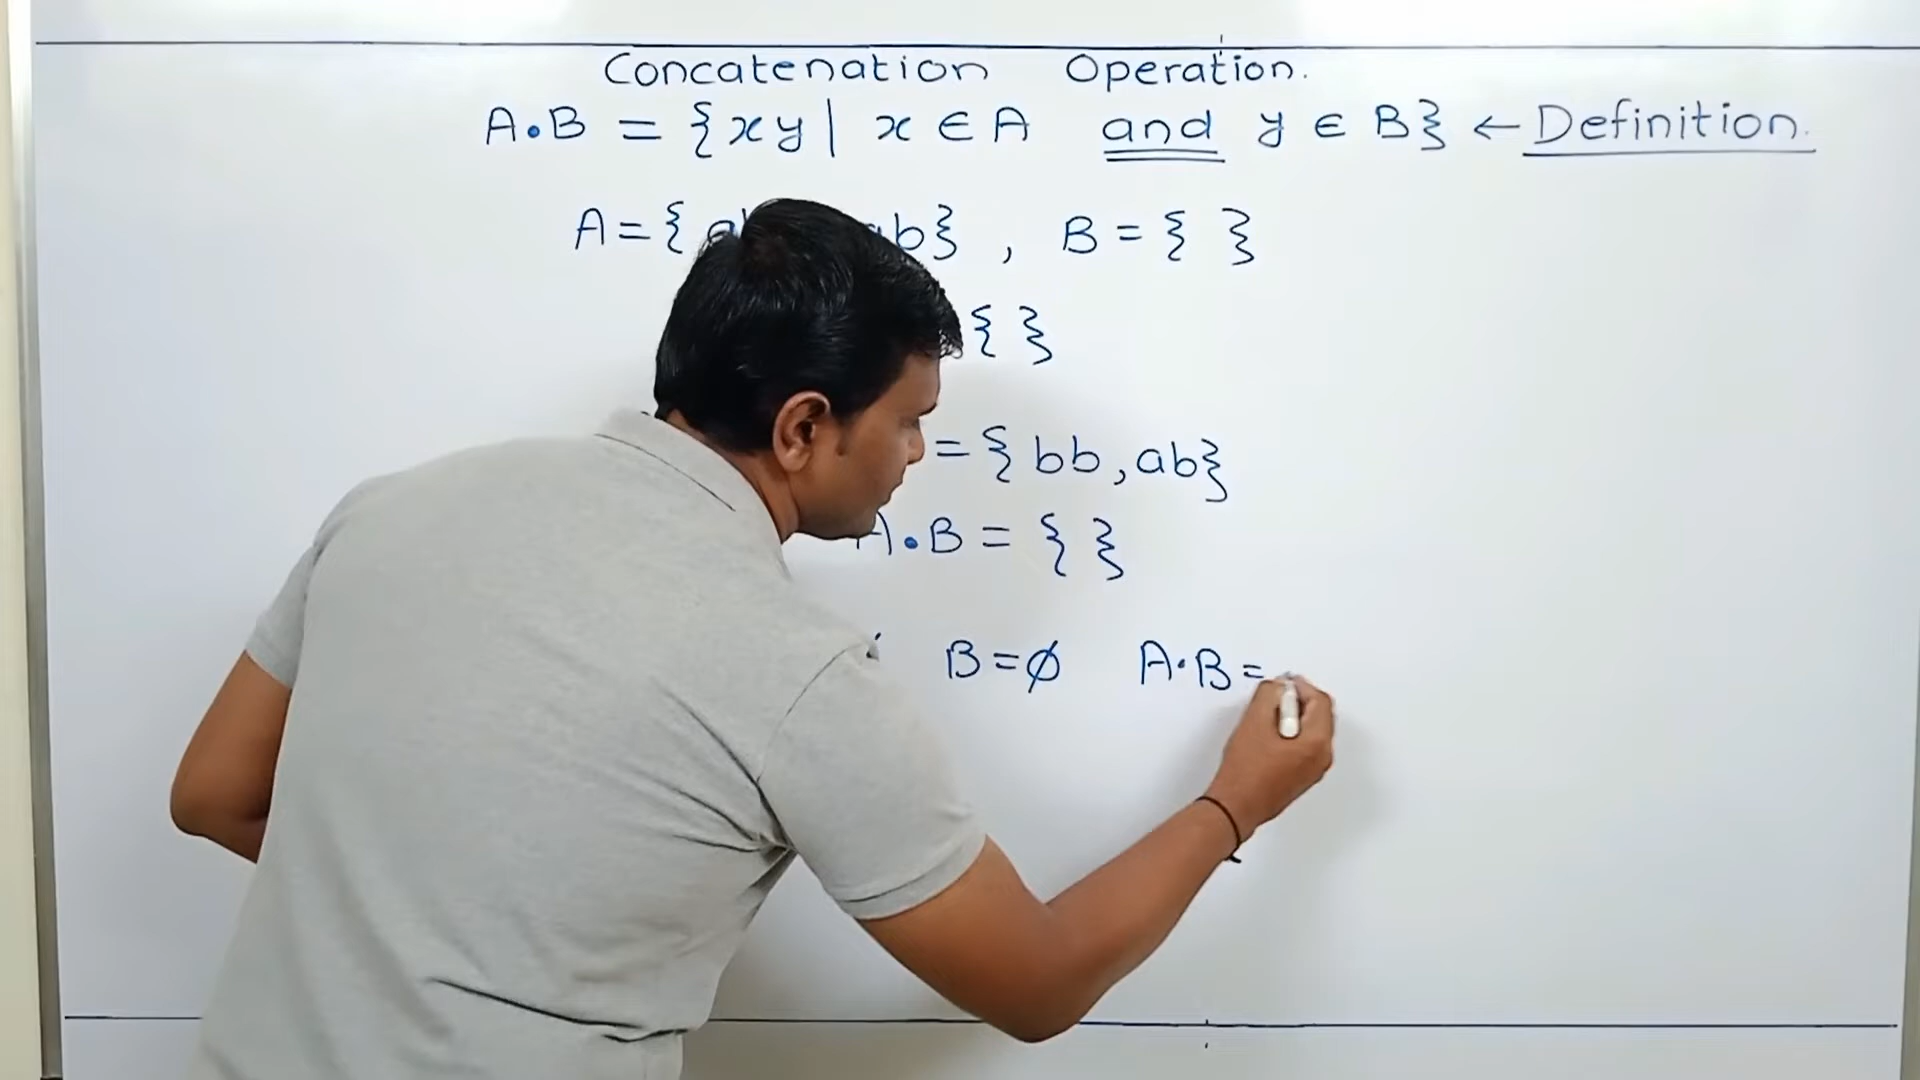 Concatenation Operation.
A•B = {xy | x ∈ A and y ∈ B} ← Definition.
A = { b} , B = { }
{ }
= {bb, ab}
A•B = { }
B = ∅ A•B =